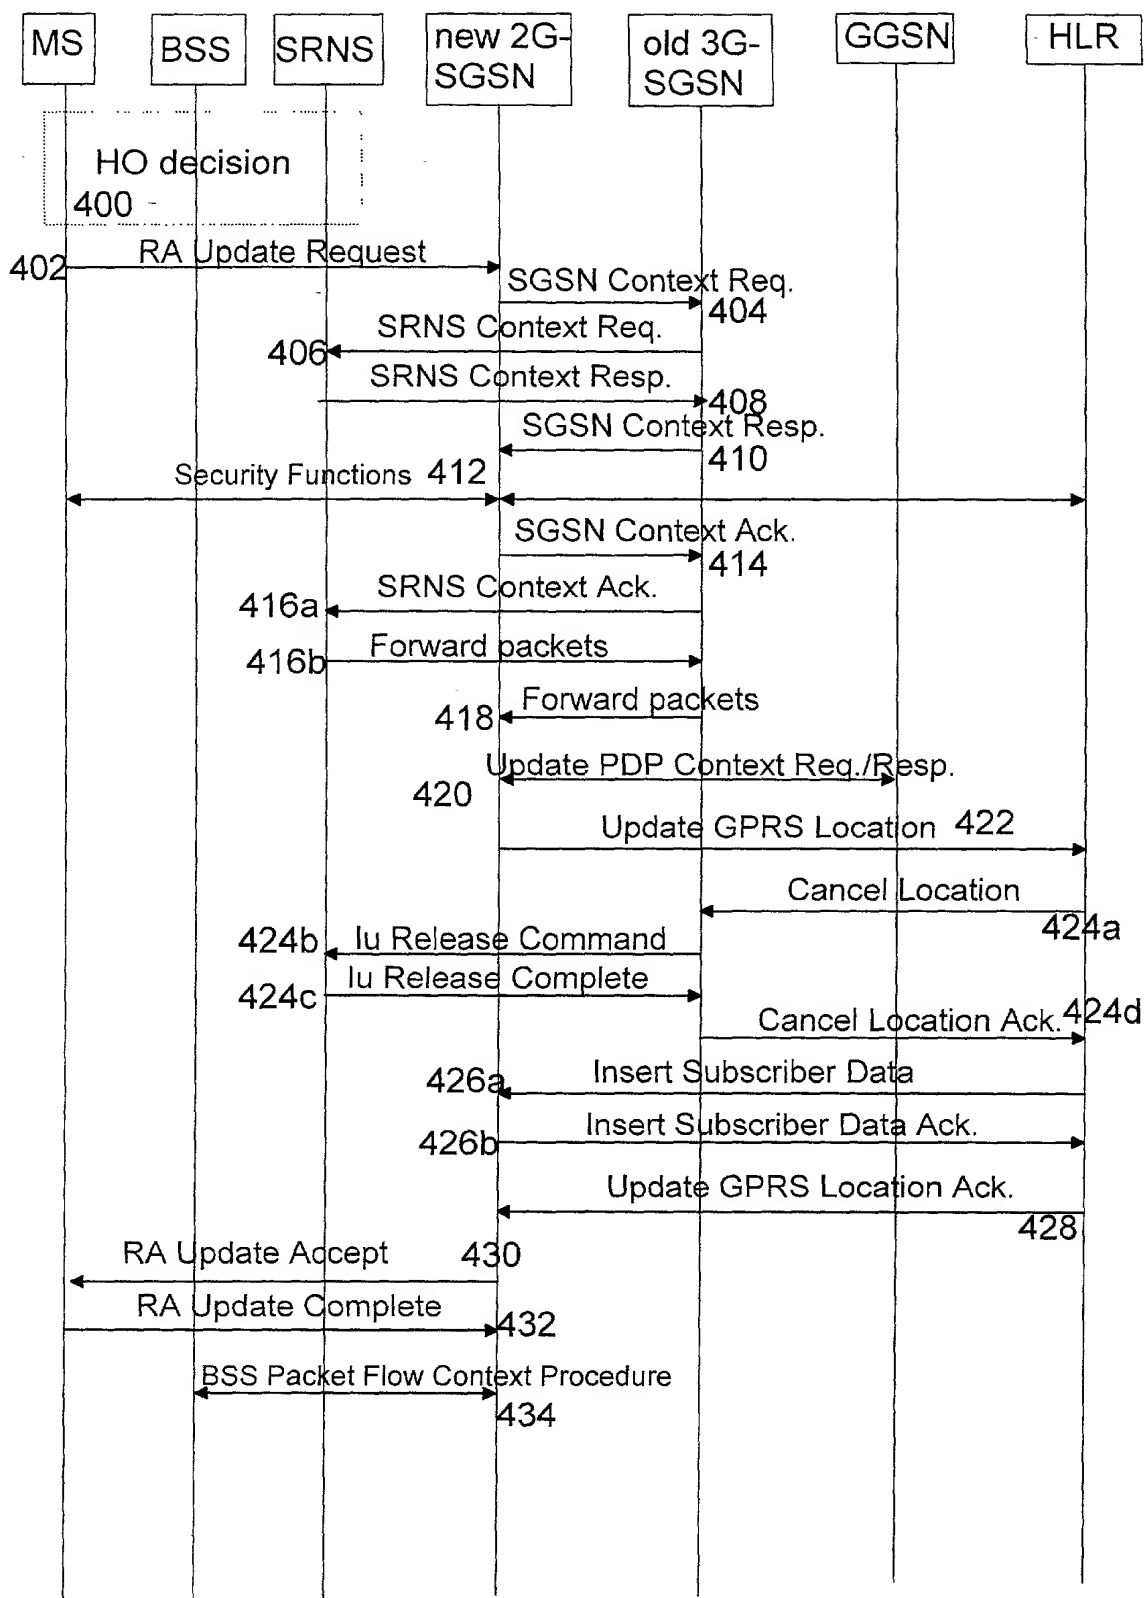 MS
BSS
SRNS
new 2G-
SGSN
old 3G-
SGSN
GGSN
HLR
HO decision
400
402
RA Update Request
SGSN Context Req.
404
SRNS Context Req.
406
SRNS Context Resp.
408
SGSN Context Resp.
410
Security Functions 412
SGSN Context Ack.
414
SRNS Context Ack.
416a
Forward packets
416b
Forward packets
418
Update PDP Context Req./Resp.
420
Update GPRS Location 422
Cancel Location
424a
424b Iu Release Command
Iu Release Complete
424c
424d
Cancel Location Ack.
Insert Subscriber Data
426a
Insert Subscriber Data Ack.
426b
Update GPRS Location Ack.
428
RA Update Accept 430
RA Update Complete
432
BSS Packet Flow Context Procedure
434